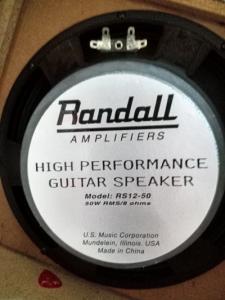 Randall
AMPLIFIERS
HIGH PERFORMANCE
GUITAR SPEAKER
Model: RS12-50
50W RMS/8 ohms
U.S. Music Corporation
Mundelein, Illinois, USA
Made in China